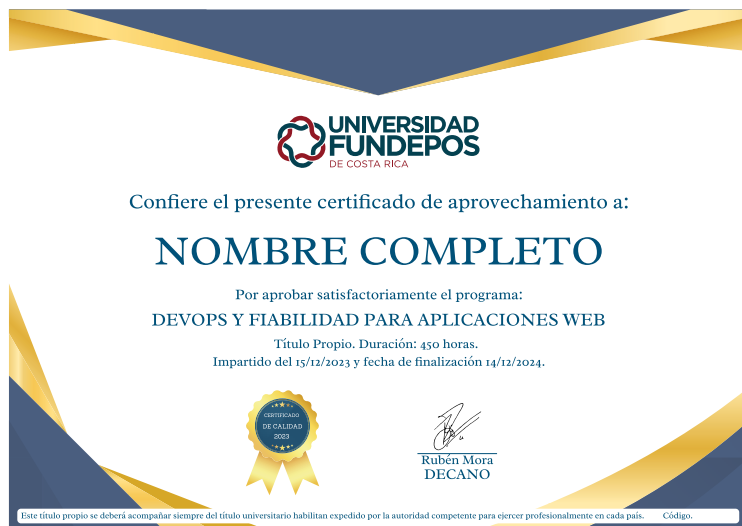 UNIVERSIDAD
FUNDEPOS
DE COSTA RICA
Confiere el presente certificado de aprovechamiento a:
NOMBRE COMPLETO
Por aprobar satisfactoriamente el programa:
DEVOPS Y FIABILIDAD PARA APLICACIONES WEB
Título Propio. Duración: 450 horas.
Impartido del 15/12/2023 y fecha de finalización 14/12/2024.
CERTIFICADO
DE CALIDAD
2023
Rubén Mora
DECANO
Este título propio se deberá acompañar siempre del título universitario habilitan expedido por la autoridad competente para ejercer profesionalmente en cada país. Código.